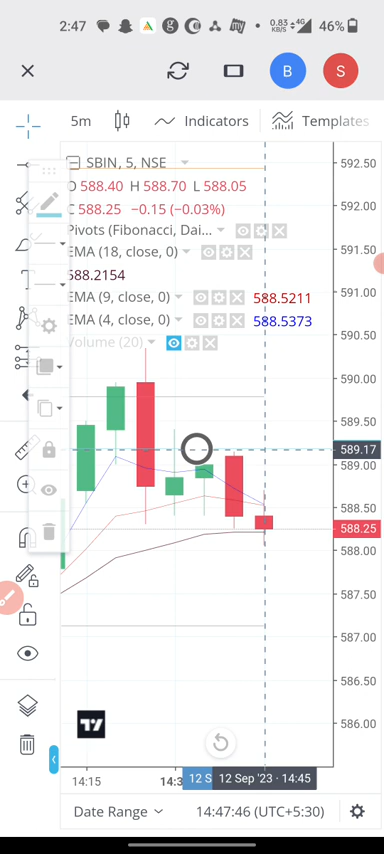 2:47
0.83 KB/S 4G 46%
B S
5m Indicators Templates
SBIN, 5, NSE
O 588.40 H 588.70 L 588.05
C 588.25 −0.15 (−0.03%)
Pivots (Fibonacci, Dai...
EMA (18, close, 0)
588.2154
EMA (9, close, 0) 588.5211
EMA (4, close, 0) 588.5373
Volume (20)
592.50
592.00
591.50
591.00
590.50
590.00
589.50
589.17
589.00
588.50
588.25
588.00
587.50
587.00
586.50
586.00
14:15 14:3 12 S 12 Sep '23 · 14:45
Date Range 14:47:46 (UTC+5:30)